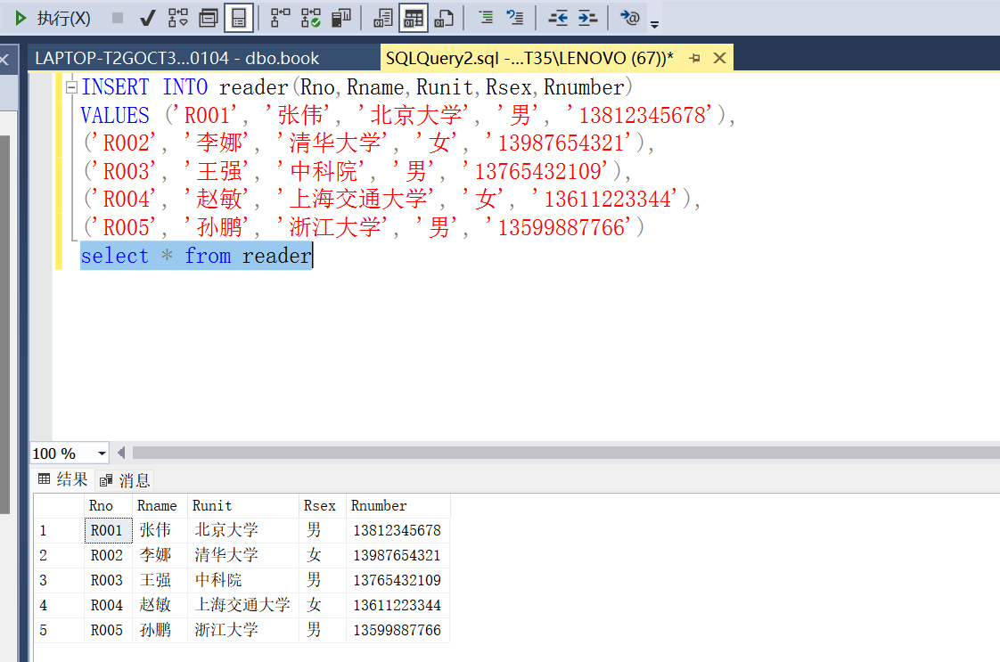 执行(X)
LAPTOP-T2GOCT3...0104 - dbo.book
SQLQuery2.sql -...T35\LENOVO (67))*
INSERT INTO reader(Rno,Rname,Runit,Rsex,Rnumber)
VALUES ('R001', '张伟', '北京大学', '男', '13812345678'),
('R002', '李娜', '清华大学', '女', '13987654321'),
('R003', '王强', '中科院', '男', '13765432109'),
('R004', '赵敏', '上海交通大学', '女', '13611223344'),
('R005', '孙鹏', '浙江大学', '男', '13599887766')
select * from reader
100 %
结果 消息
Rno Rname Runit Rsex Rnumber
1 R001 张伟 北京大学 男 13812345678
2 R002 李娜 清华大学 女 13987654321
3 R003 王强 中科院 男 13765432109
4 R004 赵敏 上海交通大学 女 13611223344
5 R005 孙鹏 浙江大学 男 13599887766